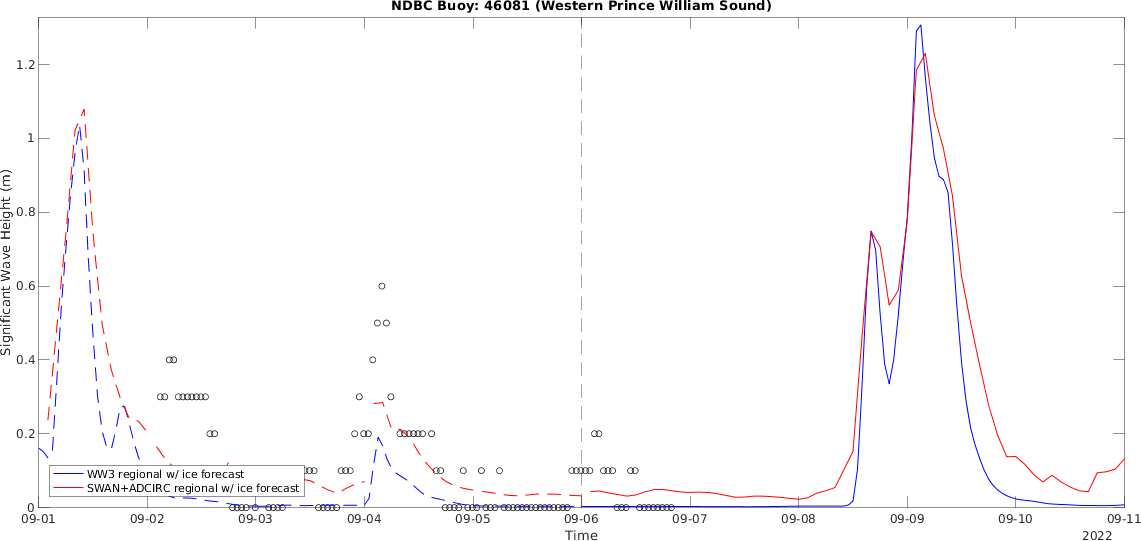 NDBC Buoy: 46081 (Western Prince William Sound)
Significant Wave Height (m)
1.2
1
0.8
0.6
0.4
0.2
0
WW3 regional w/ ice forecast
SWAN+ADCIRC regional w/ ice forecast
09-01 09-02 09-03 09-04 09-05 09-06 09-07 09-08 09-09 09-10 09-11
Time
2022